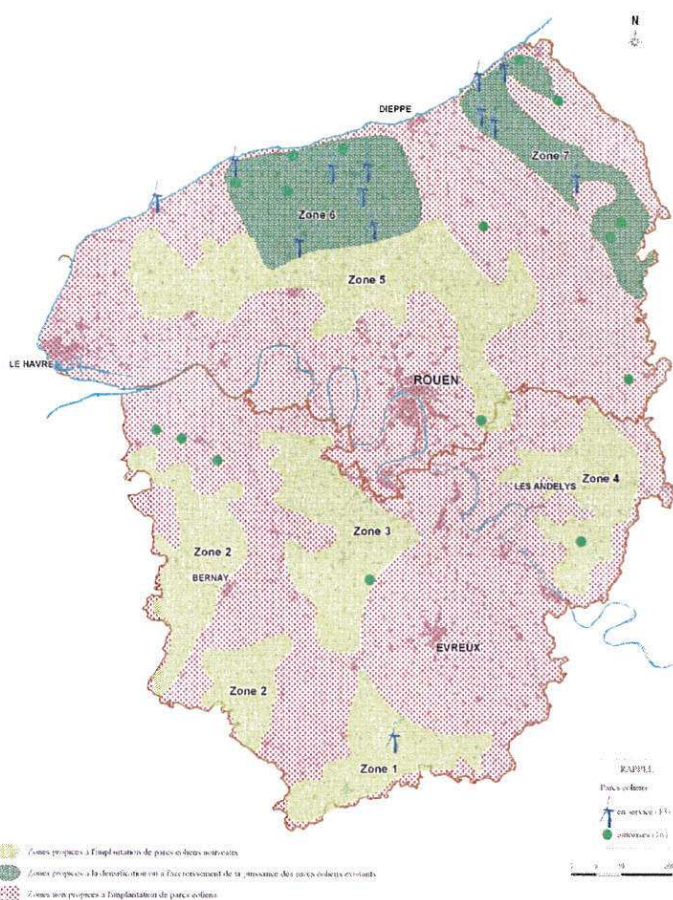 N
DIEPPE
Zone 7
Zone 6
Zone 5
LE HAVRE
ROUEN
Zone 4
LES ANDELYS
Zone 3
Zone 2
BERNAY
EVREUX
Zone 2
Zone 1
RAPPEL
Parcs éoliens
en service
autorisés
Zones propices à l'implantation de parcs éoliens nouveaux
Zones propices à la densification ou à l'accroissement de la puissance des parcs éoliens existants
Zones non propices à l'implantation de parcs éoliens